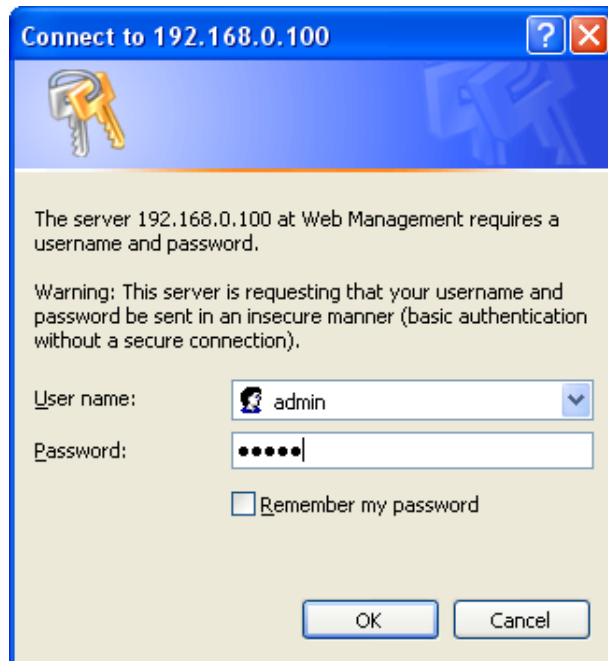 Connect to 192.168.0.100
The server 192.168.0.100 at Web Management requires a
username and password.
Warning: This server is requesting that your username and
password be sent in an insecure manner (basic authentication
without a secure connection).
User name:
admin
Password:
●●●●●
Remember my password
OK
Cancel